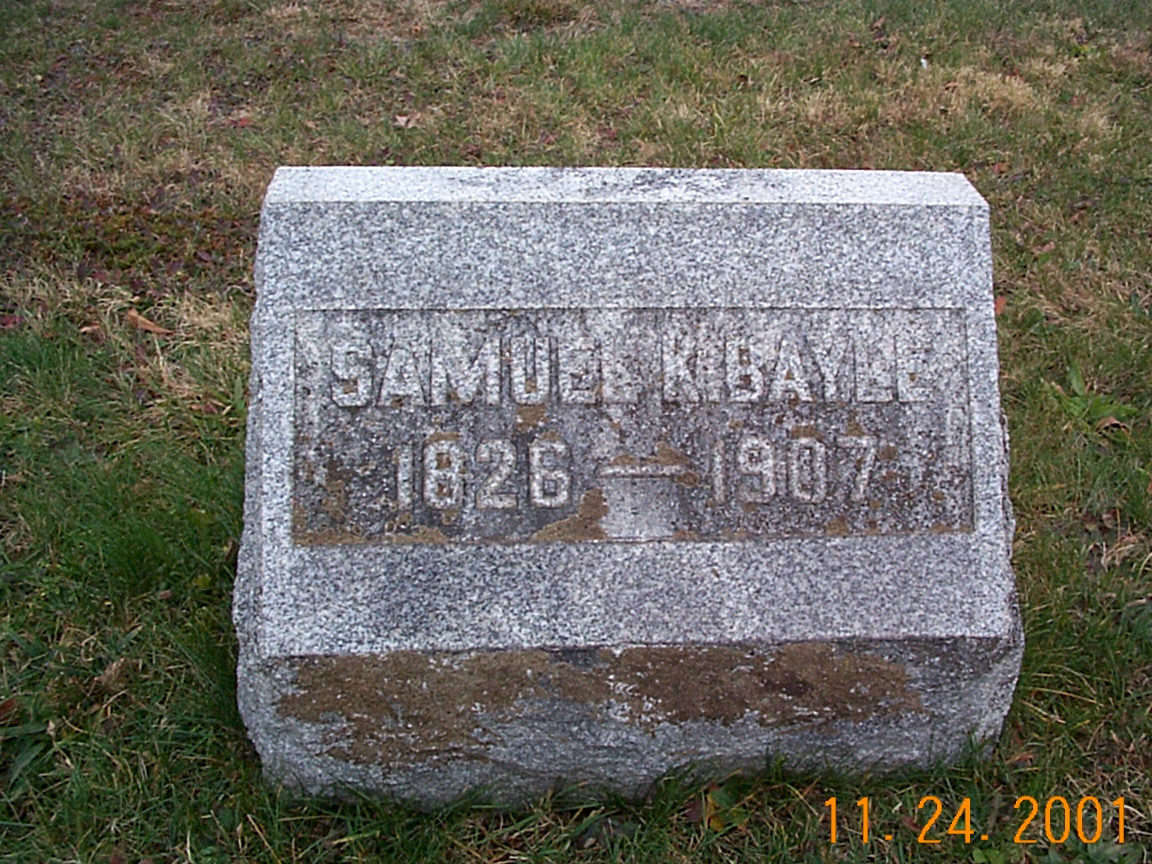 SAMUEL K. BAYLE
1826 — 1907
11. 24. 2001